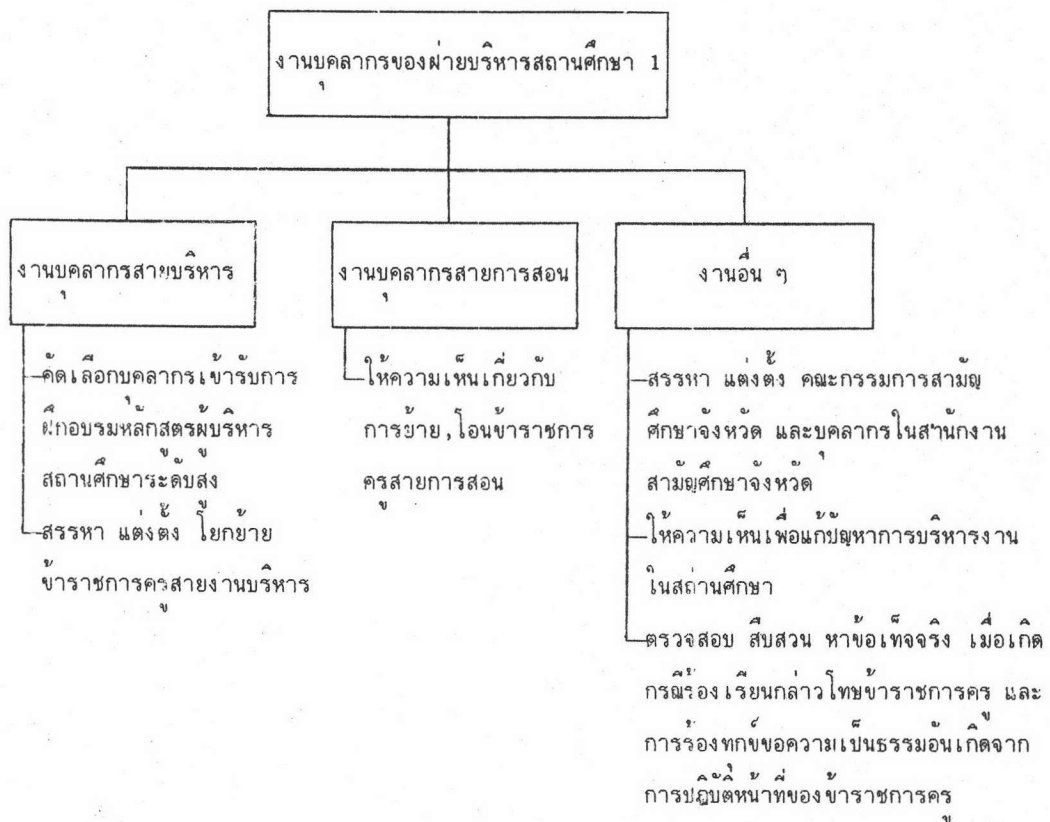 งานบุคลากรของฝ่ายบริหารสถานศึกษา 1
งานบุคลากรสายบริหาร
คัดเลือกบุคลากรเข้ารับการ
ฝึกอบรมหลักสูตรผู้บริหาร
สถานศึกษาระดับสูง
สรรหา แต่งตั้ง โยกย้าย
ข้าราชการครูสายงานบริหาร
งานบุคลากรสายการสอน
ให้ความเห็นเกี่ยวกับ
การย้าย,โอนข้าราชการ
ครูสายการสอน
งานอื่น ๆ
สรรหา แต่งตั้ง คณะกรรมการสามัญ
ศึกษาจังหวัด และบุคลากรในสำนักงาน
สามัญศึกษาจังหวัด
ให้ความเห็นเพื่อแก้ปัญหาการบริหารงาน
ในสถานศึกษา
ตรวจสอบ สืบสวน หาข้อเท็จจริง เมื่อเกิด
กรณีร้องเรียนกล่าวโทษข้าราชการครู และ
การร้องทุกข์ขอความเป็นธรรมอันเกิดจาก
การปฏิบัติหน้าที่ของข้าราชการครู